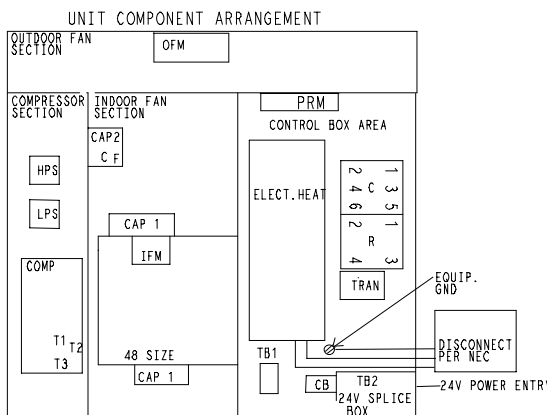 UNIT COMPONENT ARRANGEMENT
OUTDOOR FAN
SECTION
OFM
COMPRESSOR
SECTION
INDOOR FAN
SECTION
PRM
CONTROL BOX AREA
CAP2
C F
HPS
LPS
ELECT.HEAT
2 1
4 C 3
6 5
2 1
R
4 3
TRAN
CAP 1
IFM
COMP
T1
T2
T3
48 SIZE
CAP 1
EQUIP.
GND
TB1
DISCONNECT
PER NEC
CB
TB2
24V SPLICE
BOX
24V POWER ENTRY